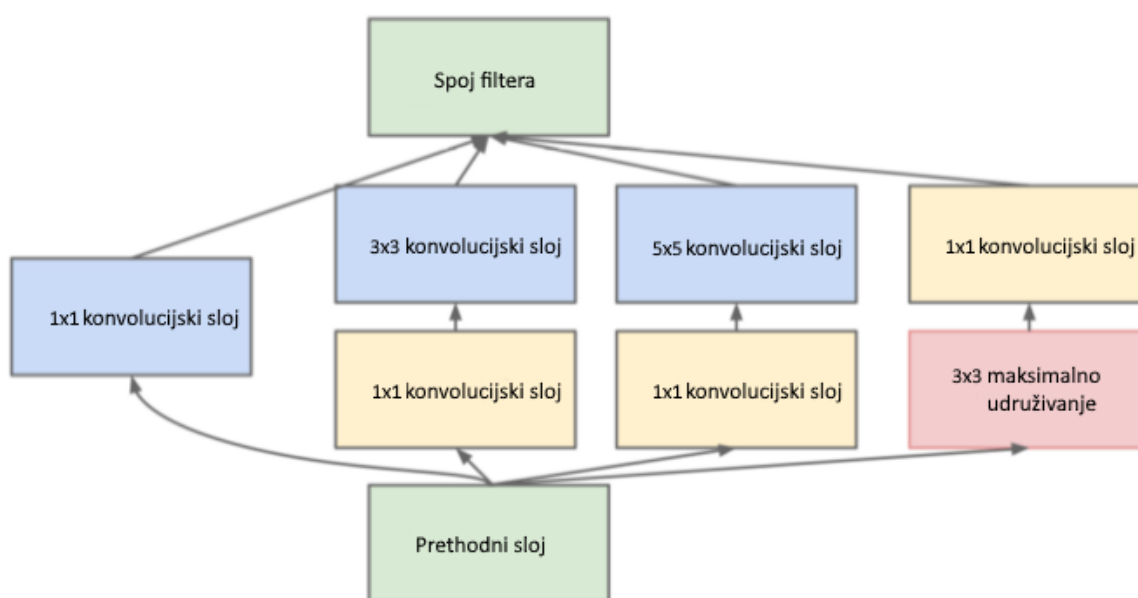 Spoj filtera
3x3 konvolucijski sloj
5x5 konvolucijski sloj
1x1 konvolucijski sloj
1x1 konvolucijski sloj
1x1 konvolucijski sloj
1x1 konvolucijski sloj
3x3 maksimalno
udruživanje
Prethodni sloj